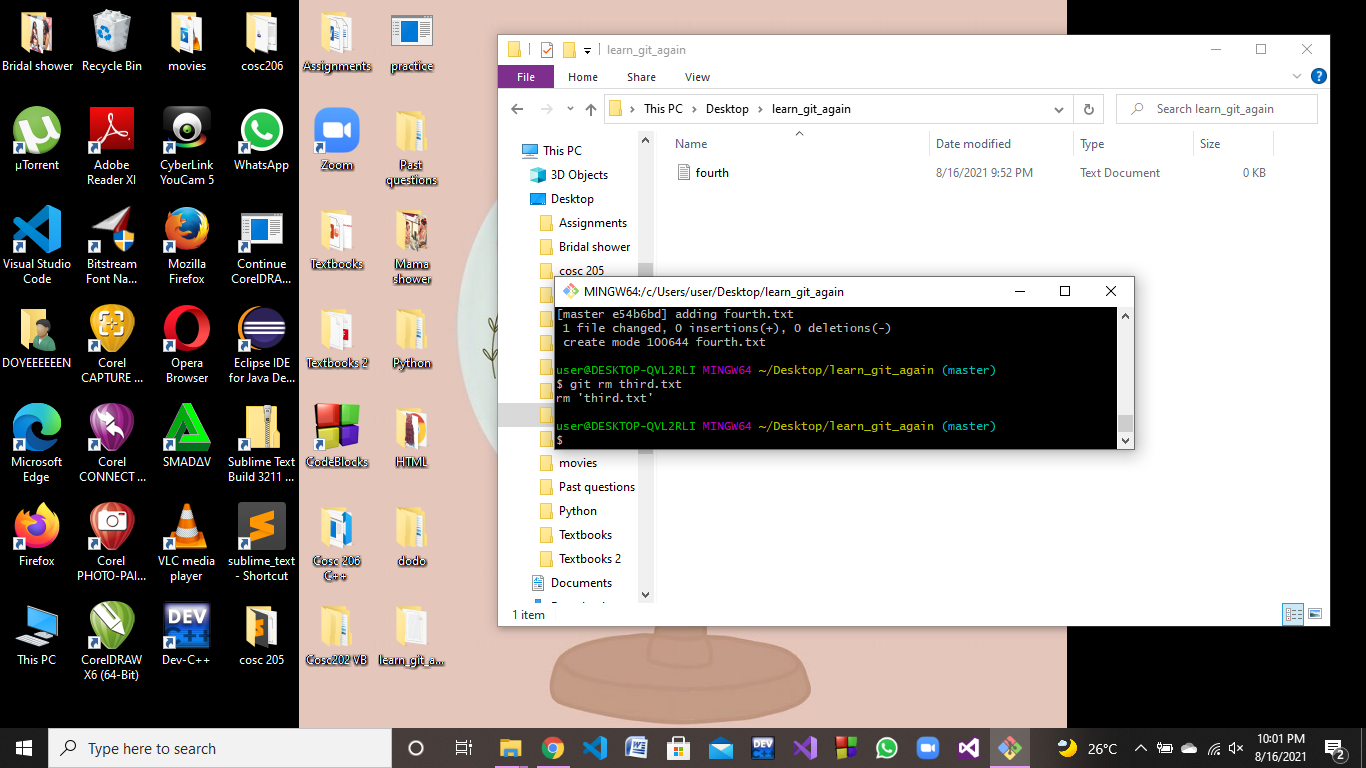 Bridal shower
Recycle Bin
movies
cosc206
Assignments
practice
µTorrent
Adobe
Reader XI
CyberLink
YouCam 5
WhatsApp
Zoom
Past
questions
Visual Studio
Code
Bitstream
Font Na...
Mozilla
Firefox
Continue
CorelDRA...
Textbooks
Mama
shower
DOYEEEEEEN
Corel
CAPTURE ...
Opera
Browser
Eclipse IDE
for Java De...
Textbooks 2
Python
Microsoft
Edge
Corel
CONNECT ...
SMADΔV
Sublime Text
Build 3211 ...
CodeBlocks
HTML
Firefox
Corel
PHOTO-PAI...
VLC media
player
sublime_text
- Shortcut
Cosc 206
C++
dodo
This PC
CorelDRAW
X6 (64-Bit)
DEV
C++
Dev-C++
cosc 205
Cosc202 VB
learn_git_a...
learn_git_again
File Home Share View
This PC > Desktop > learn_git_again
Search learn_git_again
Name Date modified Type Size
fourth 8/16/2021 9:52 PM Text Document 0 KB
This PC
3D Objects
Desktop
Assignments
Bridal shower
cosc 205
movies
Past questions
Python
Textbooks
Textbooks 2
Documents
1 item
MINGW64:/c/Users/user/Desktop/learn_git_again
[master e54b6bd] adding fourth.txt
1 file changed, 0 insertions(+), 0 deletions(-)
create mode 100644 fourth.txt
user@DESKTOP-QVL2RLI MINGW64 ~/Desktop/learn_git_again (master)
$ git rm third.txt
rm 'third.txt'
user@DESKTOP-QVL2RLI MINGW64 ~/Desktop/learn_git_again (master)
$
Type here to search
DEV
C++
26°C
10:01 PM
8/16/2021
2